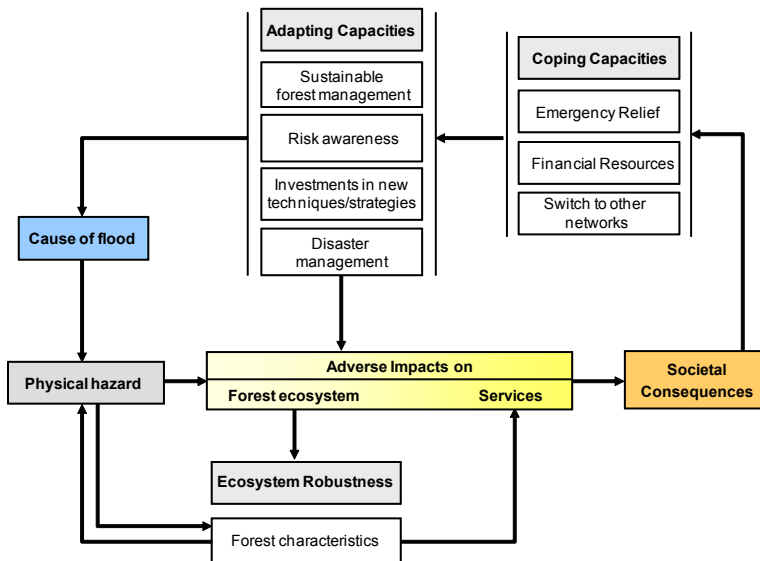 Adapting Capacities
Sustainable
forest management
Risk awareness
Investments in new
techniques/strategies
Disaster
management
Coping Capacities
Emergency Relief
Financial Resources
Switch to other
networks
Cause of flood
Physical hazard
Adverse Impacts on
Forest ecosystem
Services
Societal
Consequences
Ecosystem Robustness
Forest characteristics